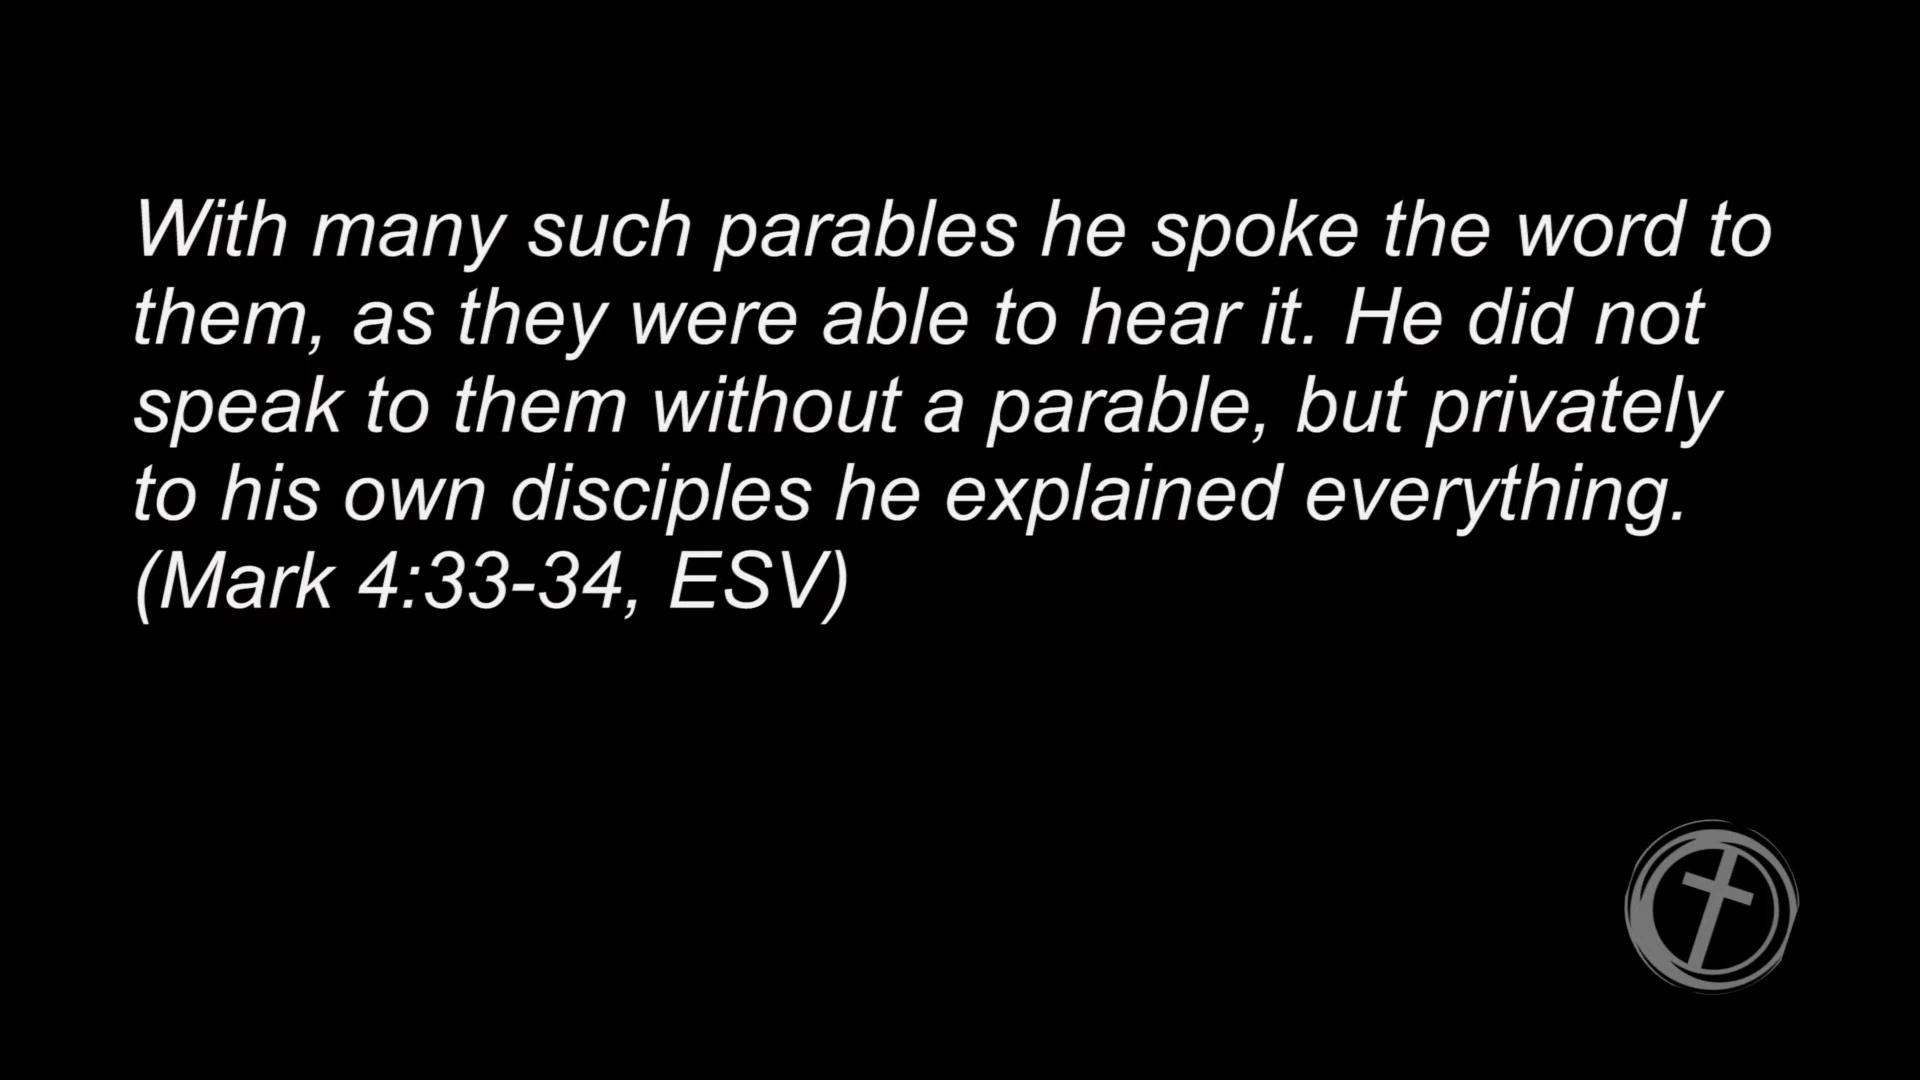 With many such parables he spoke the word to
them, as they were able to hear it. He did not
speak to them without a parable, but privately
to his own disciples he explained everything.
(Mark 4:33-34, ESV)